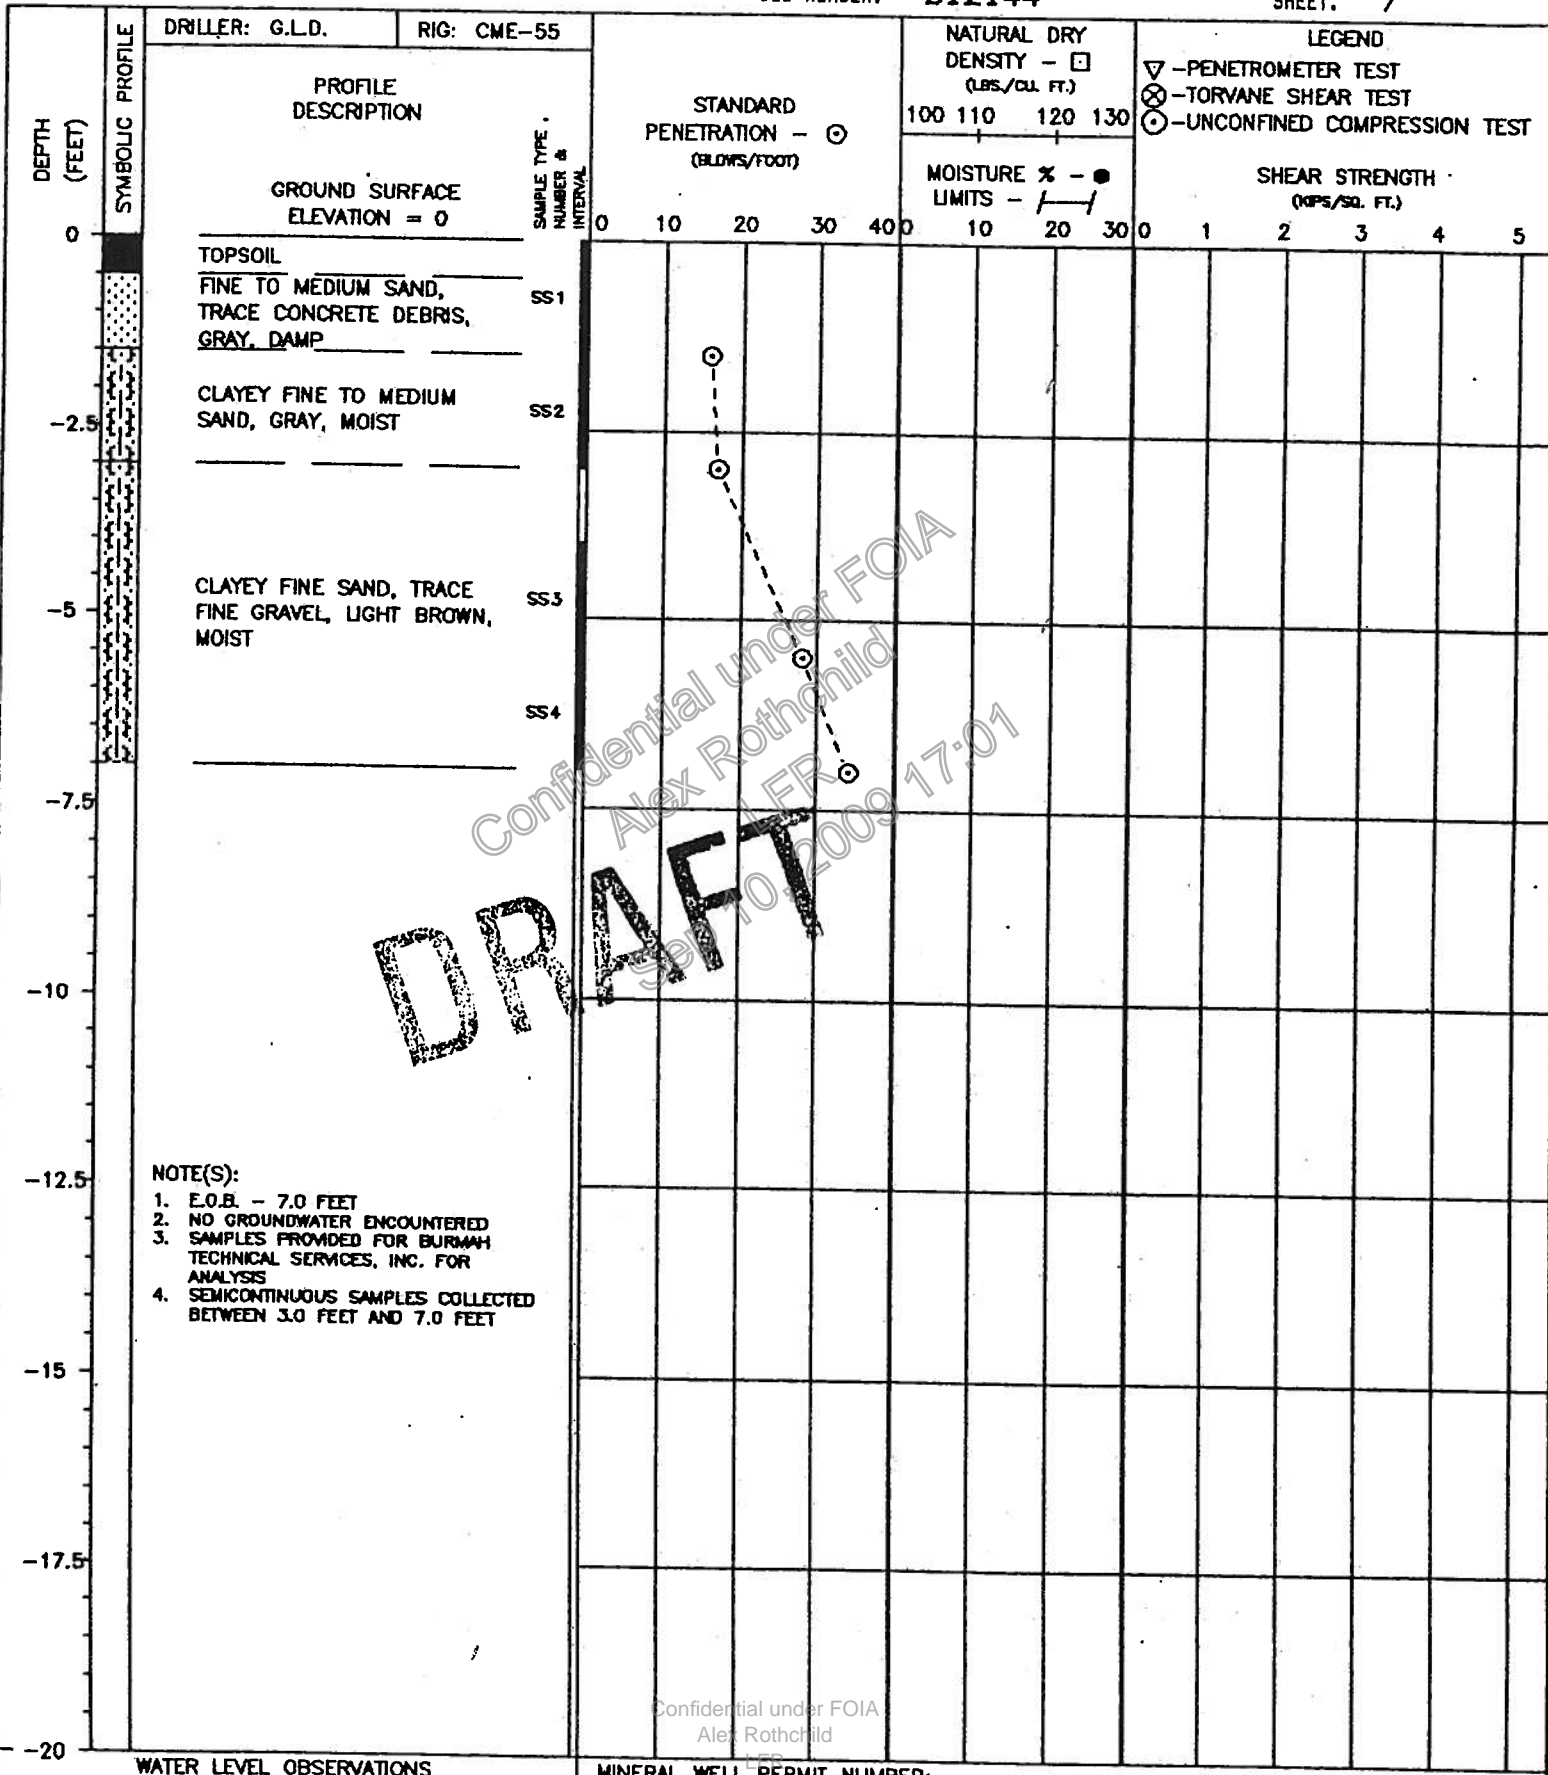 DRILLER: G.L.D.
RIG: CME-55
DEPTH
(FEET)
SYMBOLIC PROFILE
PROFILE
DESCRIPTION
GROUND SURFACE
ELEVATION = 0
SAMPLE TYPE,
NUMBER &
INTERVAL
STANDARD
PENETRATION -
(BLOWS/FOOT)
0 10 20 30 40
NATURAL DRY
DENSITY -
(LBS./CU. FT.)
100 110 120 130
MOISTURE % -
LIMITS -
0 10 20 30
LEGEND
-PENETROMETER TEST
-TORVANE SHEAR TEST
-UNCONFINED COMPRESSION TEST
SHEAR STRENGTH
(KIPS/SQ. FT.)
0 1 2 3 4 5
0
TOPSOIL
FINE TO MEDIUM SAND,
TRACE CONCRETE DEBRIS,
GRAY, DAMP
SS1
CLAYEY FINE TO MEDIUM
SAND, GRAY, MOIST
SS2
-2.5
CLAYEY FINE SAND, TRACE
FINE GRAVEL, LIGHT BROWN,
MOIST
SS3
-5
SS4
-7.5
Confidential under FOIA
Alex Rothchild
LFR
Sep 10, 2009 17:01
DRAFT
-10
-12.5
NOTE(S):
1. E.O.B. - 7.0 FEET
2. NO GROUNDWATER ENCOUNTERED
3. SAMPLES PROVIDED FOR BURMAH
TECHNICAL SERVICES, INC. FOR
ANALYSIS
4. SEMICONTINUOUS SAMPLES COLLECTED
BETWEEN 3.0 FEET AND 7.0 FEET
-15
-17.5
-20
Confidential under FOIA
Alex Rothchild
LFR
WATER LEVEL OBSERVATIONS
MINERAL WELL PERMIT NUMBER: